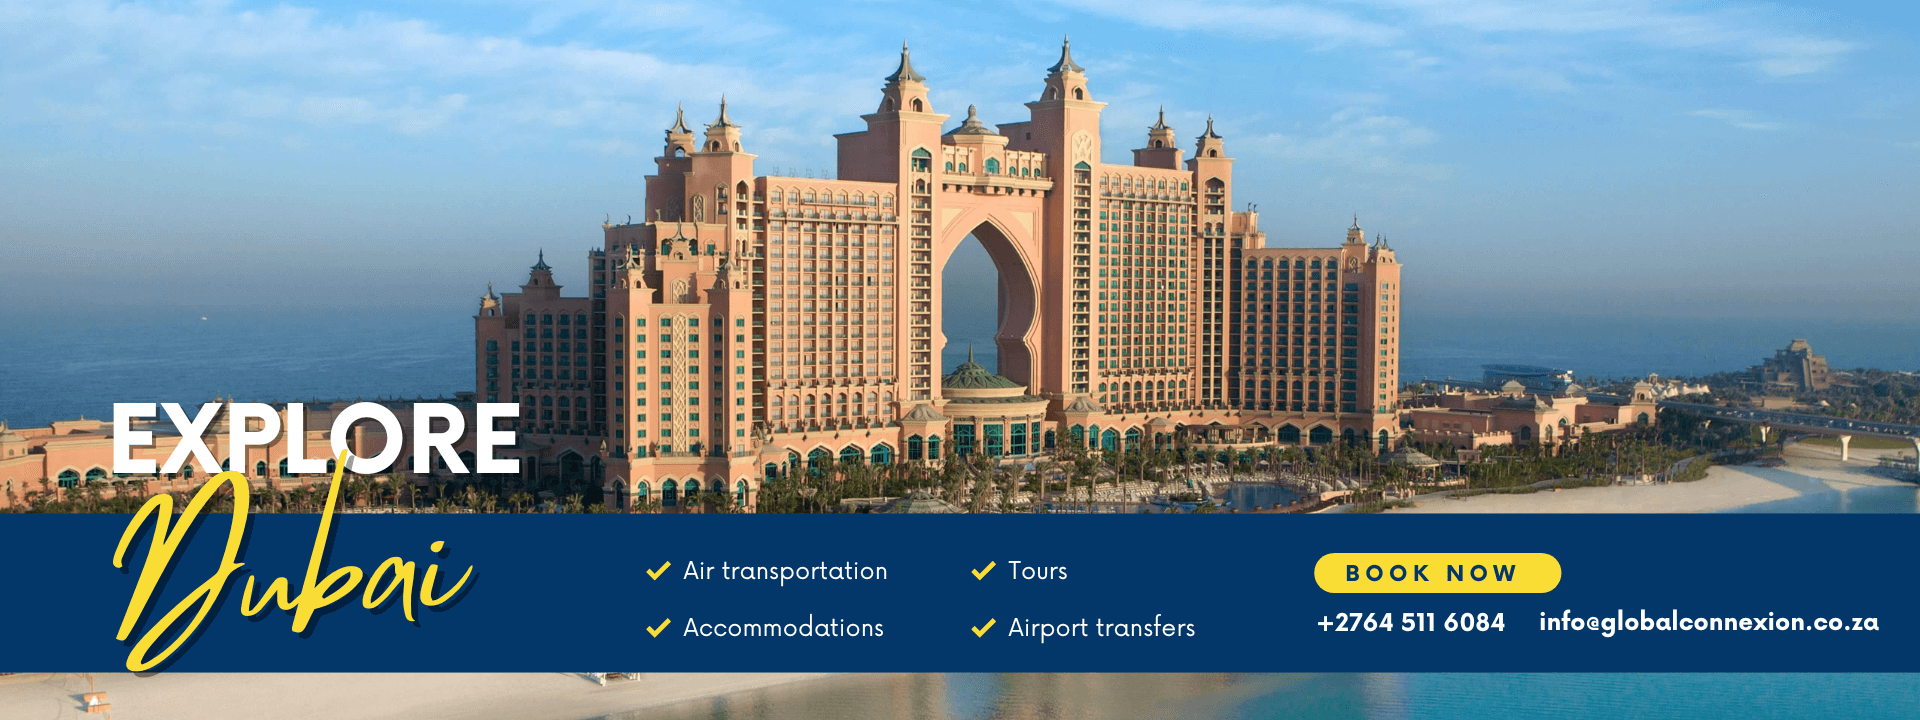 EXPLORE
Dubai
Air transportation
Accommodations
Tours
Airport transfers
BOOK NOW
+2764 511 6084 info@globalconnexion.co.za